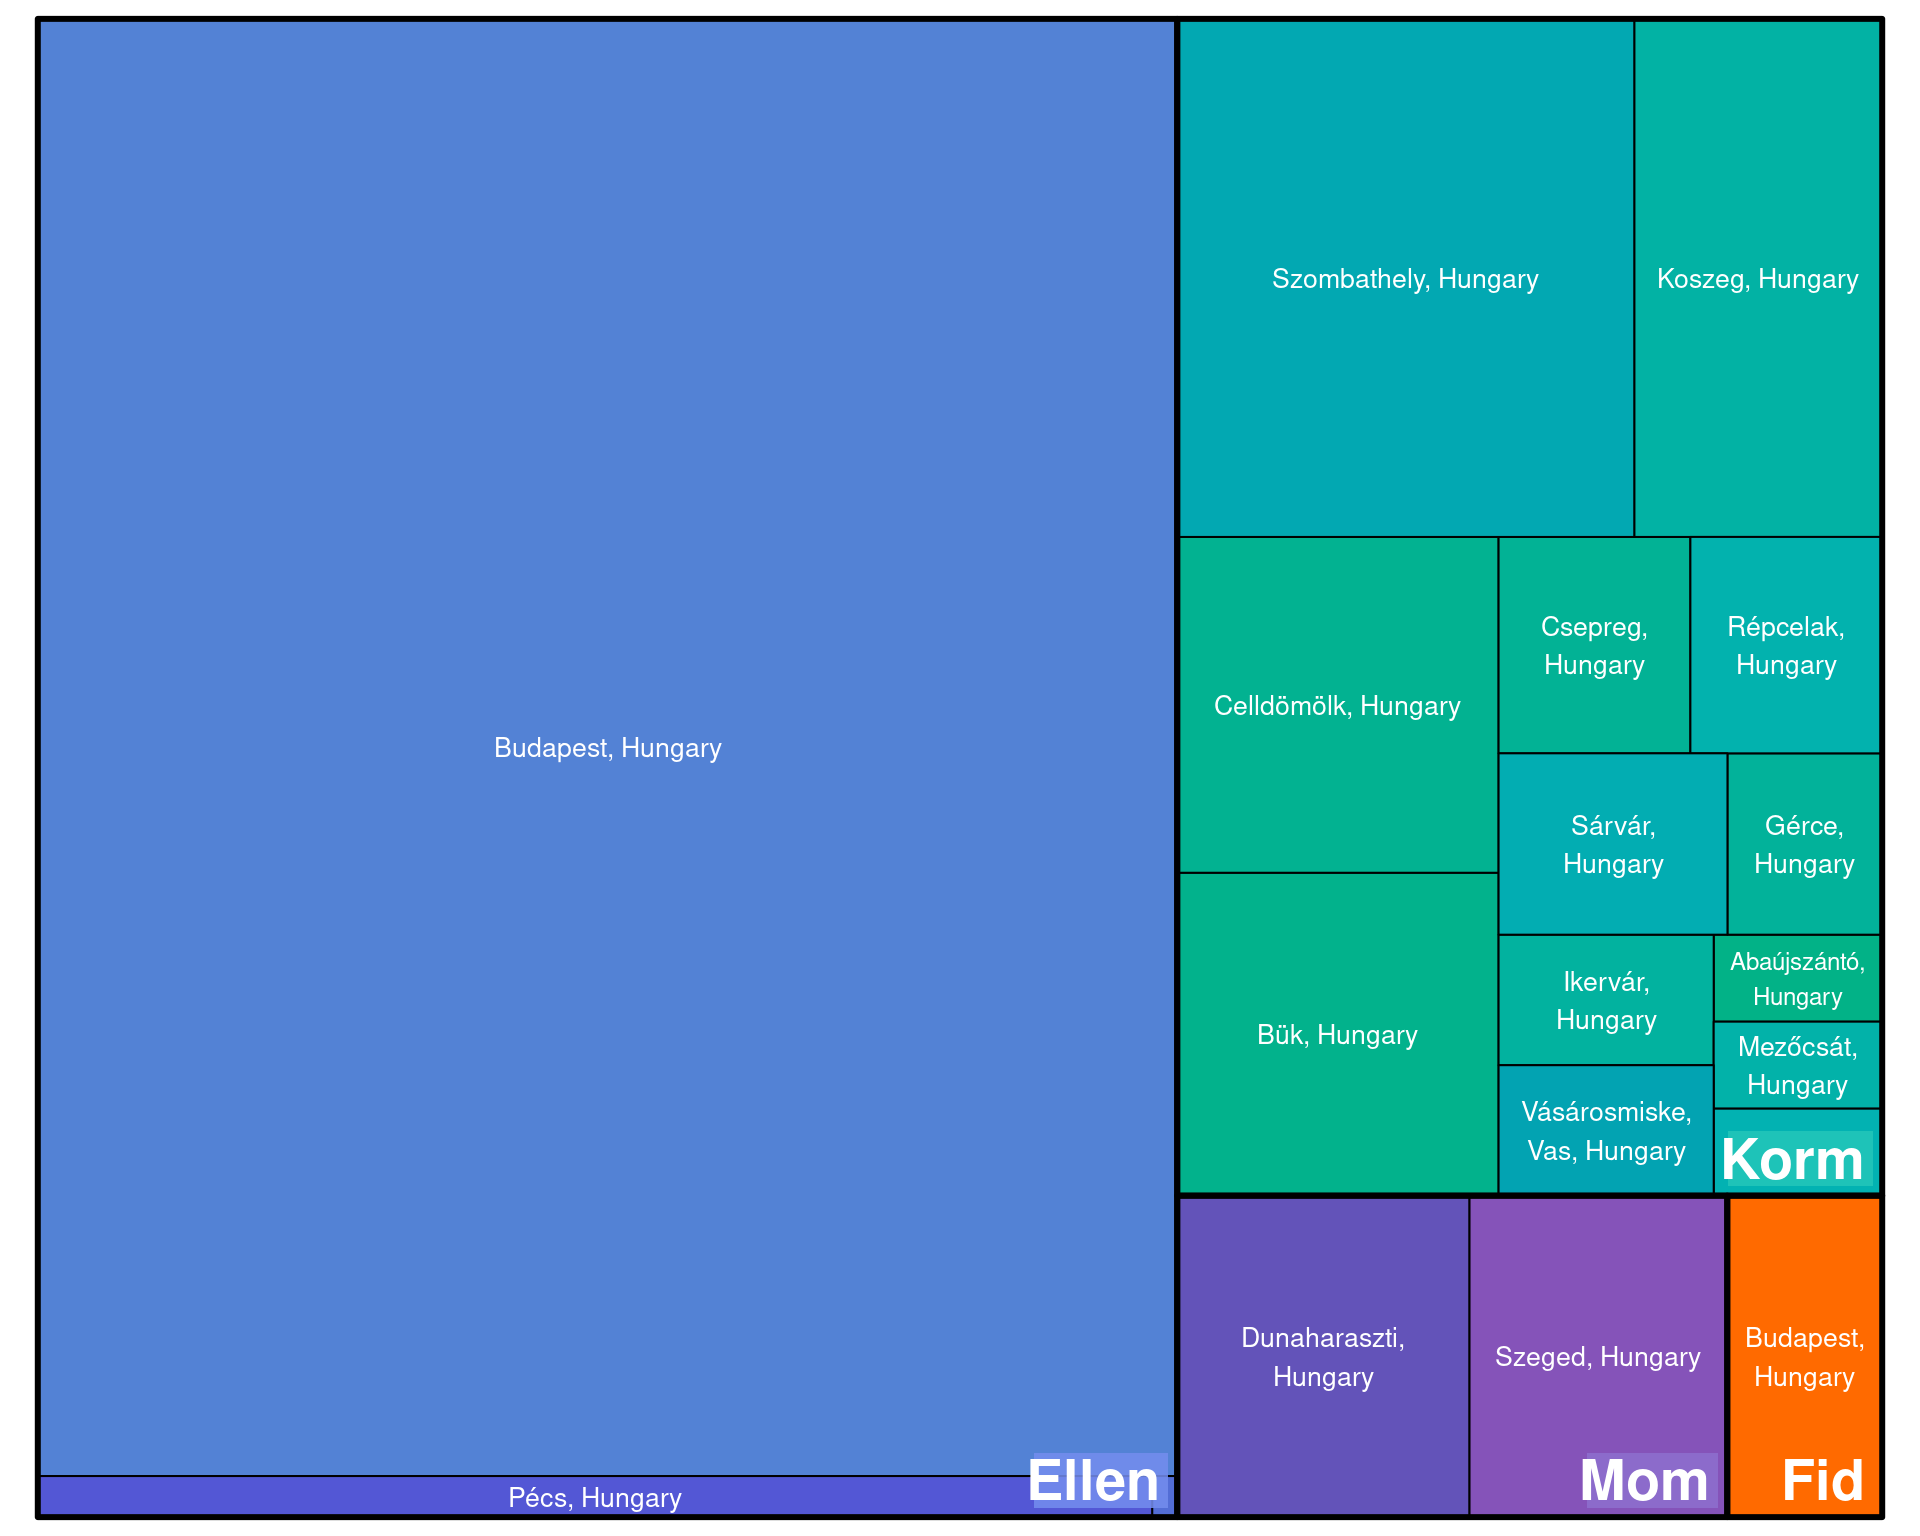 Budapest, Hungary
Pécs, Hungary
Ellen
Szombathely, Hungary
Koszeg, Hungary
Celldömölk, Hungary
Bük, Hungary
Csepreg,
Hungary
Répcelak,
Hungary
Sárvár,
Hungary
Gérce,
Hungary
Ikervár,
Hungary
Vásárosmiske,
Vas, Hungary
Abaújszántó,
Hungary
Mezőcsát,
Hungary
Korm
Dunaharaszti,
Hungary
Szeged, Hungary
Mom
Budapest,
Hungary
Fid